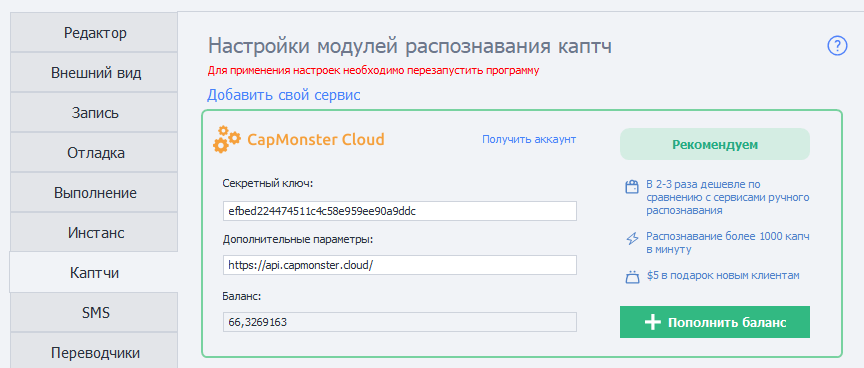 Редактор
Внешний вид
Запись
Отладка
Выполнение
Инстанс
Каптчи
SMS
Переводчики
Настройки модулей распознавания каптч
?
Для применения настроек необходимо перезапустить программу
Добавить свой сервис
CapMonster Cloud
Получить аккаунт
Секретный ключ:
efbed224474511c4c58e959ee90a9ddc
Дополнительные параметры:
https://api.capmonster.cloud/
Баланс:
66,3269163
Рекомендуем
В 2-3 раза дешевле по
сравнению с сервисами ручного
распознавания
Распознавание более 1000 капч
в минуту
$5 в подарок новым клиентам
Пополнить баланс